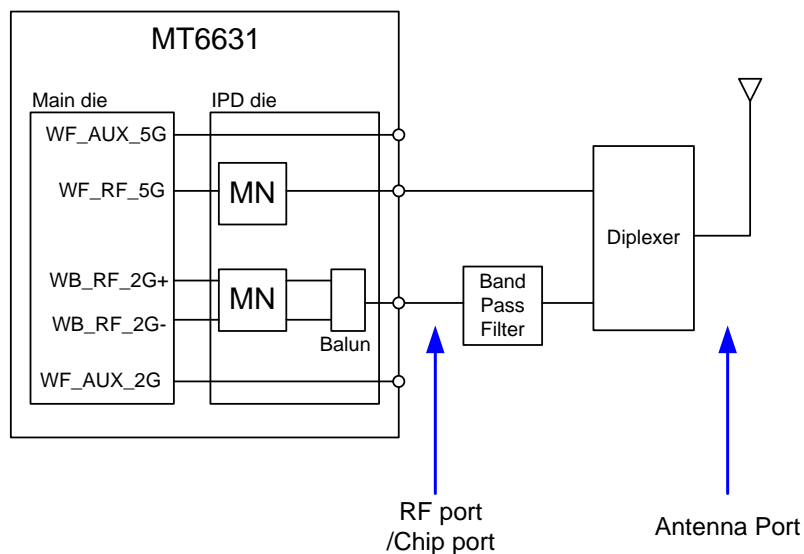 MT6631
Main die
IPD die
WF_AUX_5G
WF_RF_5G
MN
WB_RF_2G+
WB_RF_2G-
MN
Balun
WF_AUX_2G
Band
Pass
Filter
Diplexer
RF port
/Chip port
Antenna Port